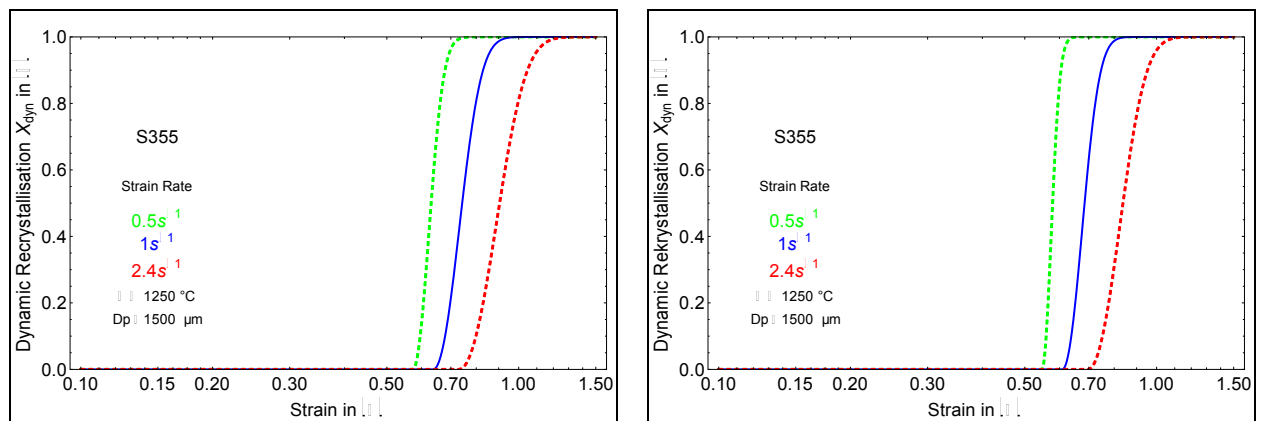 Dynamic Recrystallisation Xdyn in
1.0
0.8
0.6
0.4
0.2
0.0
S355
Strain Rate
0.5s 1
1s 1
2.4s 1
1250 °C
Dp 1500 µm
0.10 0.15 0.20 0.30 0.50 0.70 1.00 1.50
Strain in
Dynamic Rekrystallisation Xdyn in
1.0
0.8
0.6
0.4
0.2
0.0
S355
Strain Rate
0.5s 1
1s 1
2.4s 1
1250 °C
Dp 1500 µm
0.10 0.15 0.20 0.30 0.50 0.70 1.00 1.50
Strain in